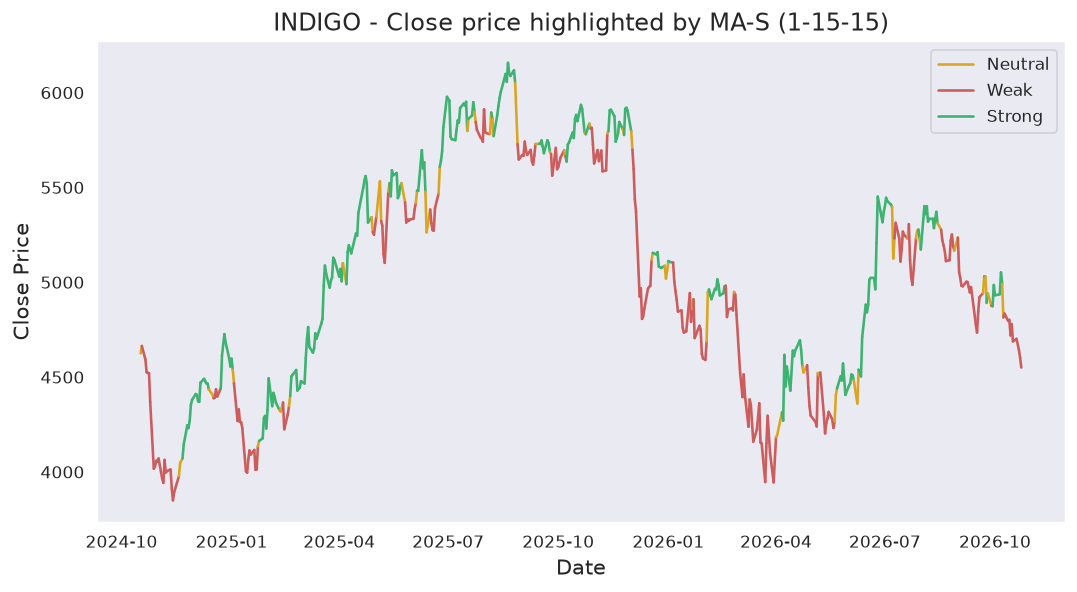 INDIGO - Close price highlighted by MA-S (1-15-15)
Neutral
Weak
Strong
6000
5500
5000
4500
4000
Close Price
2024-10 2025-01 2025-04 2025-07 2025-10 2026-01 2026-04 2026-07 2026-10
Date